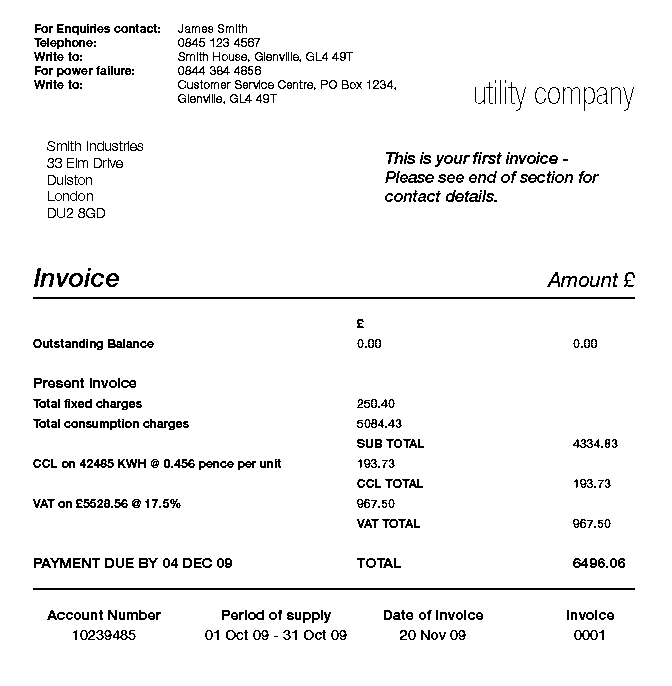 For Enquiries contact: James Smith
Telephone: 0845 123 4567
Write to: Smith House, Glenville, GL4 49T
For power failure: 0844 384 4856
Write to: Customer Service Centre, PO Box 1234,
Glenville, GL4 49T
utility company
Smith Industries
33 Elm Drive
Dulston
London
DU2 8GD
This is your first invoice -
Please see end of section for
contact details.
Invoice Amount £
£
Outstanding Balance 0.00 0.00
Present Invoice
Total fixed charges 250.40
Total consumption charges 5084.43
SUB TOTAL 4334.83
CCL on 42485 KWH @ 0.456 pence per unit 193.73
CCL TOTAL 193.73
VAT on £5528.56 @ 17.5% 967.50
VAT TOTAL 967.50
PAYMENT DUE BY 04 DEC 09 TOTAL 6496.06
Account Number Period of supply Date of Invoice Invoice
10239485 01 Oct 09 - 31 Oct 09 20 Nov 09 0001